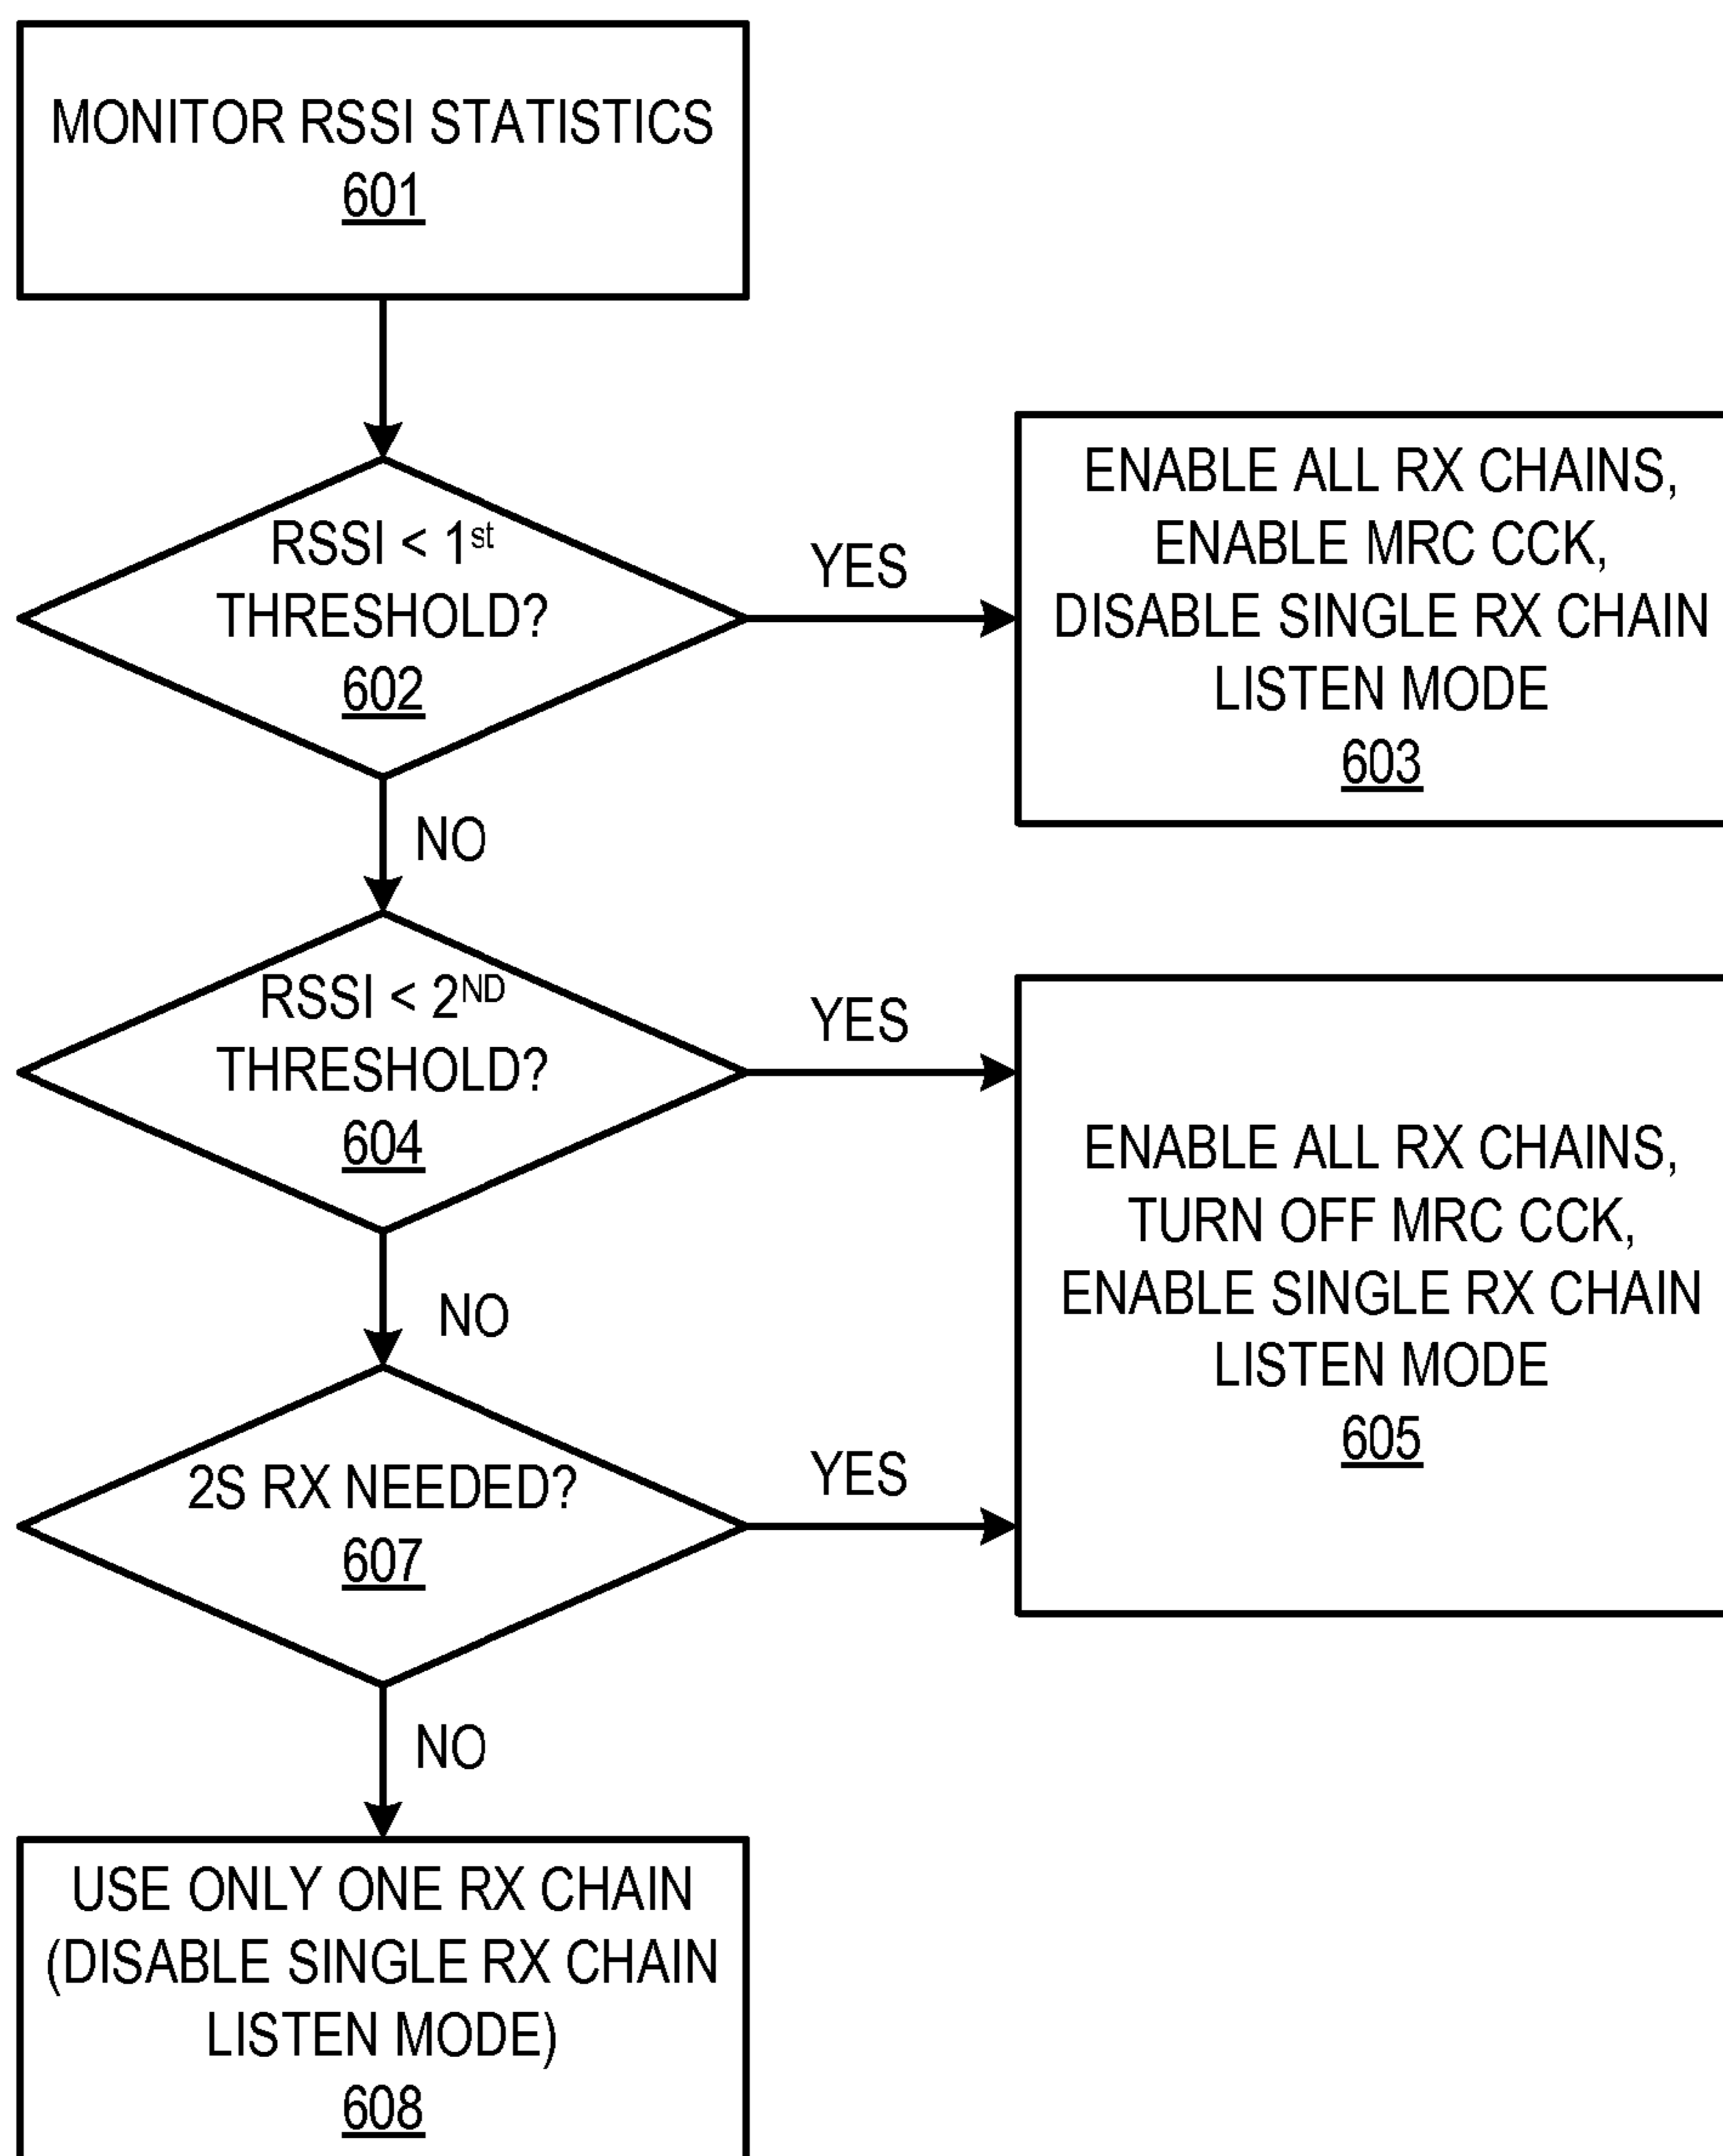 MONITOR RSSI STATISTICS
601
RSSI < 1st
THRESHOLD?
602
YES
ENABLE ALL RX CHAINS,
ENABLE MRC CCK,
DISABLE SINGLE RX CHAIN
LISTEN MODE
603
NO
RSSI < 2ND
THRESHOLD?
604
YES
ENABLE ALL RX CHAINS,
TURN OFF MRC CCK,
ENABLE SINGLE RX CHAIN
LISTEN MODE
605
NO
2S RX NEEDED?
607
YES
NO
USE ONLY ONE RX CHAIN
(DISABLE SINGLE RX CHAIN
LISTEN MODE)
608